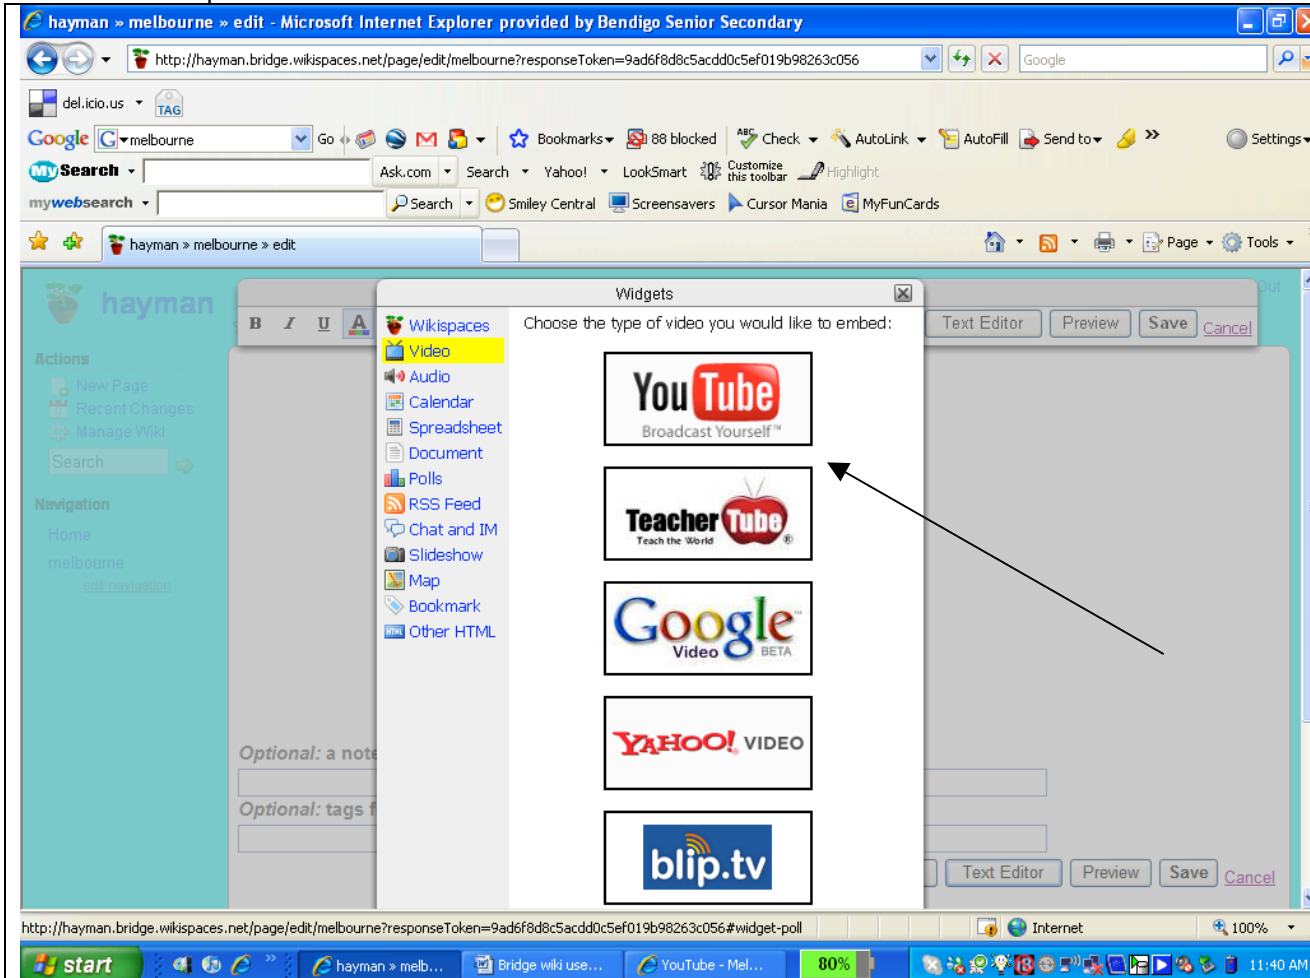 hayman » melbourne » edit - Microsoft Internet Explorer provided by Bendigo Senior Secondary
http://hayman.bridge.wikispaces.net/page/edit/melbourne?responseToken=9ad6f8d8c5acdd0c5ef019b98263c056
Google
del.icio.us
TAG
Google G melbourne Go Bookmarks 88 blocked ABC Check AutoLink AutoFill Send to » Settings
My Search Ask.com Search Yahoo! LookSmart Customize this toolbar Highlight
mywebsearch Search Smiley Central Screensavers Cursor Mania MyFunCards
hayman » melbourne » edit Page Tools
hayman
Actions
New Page
Recent Changes
Manage Wiki
Search
Navigation
Home
melbourne
edit navigation
B I U A
Widgets
Wikispaces
Video
Audio
Calendar
Spreadsheet
Document
Polls
RSS Feed
Chat and IM
Slideshow
Map
Bookmark
Other HTML
Choose the type of video you would like to embed:
You Tube
Broadcast Yourself™
Teacher Tube
Teach the World ®
Google™
Video BETA
YAHOO! VIDEO
blip.tv
Out
Text Editor Preview Save Cancel
Optional: a note
Optional: tags f
Text Editor Preview Save Cancel
http://hayman.bridge.wikispaces.net/page/edit/melbourne?responseToken=9ad6f8d8c5acdd0c5ef019b98263c056#widget-poll Internet 100%
start » hayman » melb... Bridge wiki use... YouTube - Mel... 80% 11:40 AM